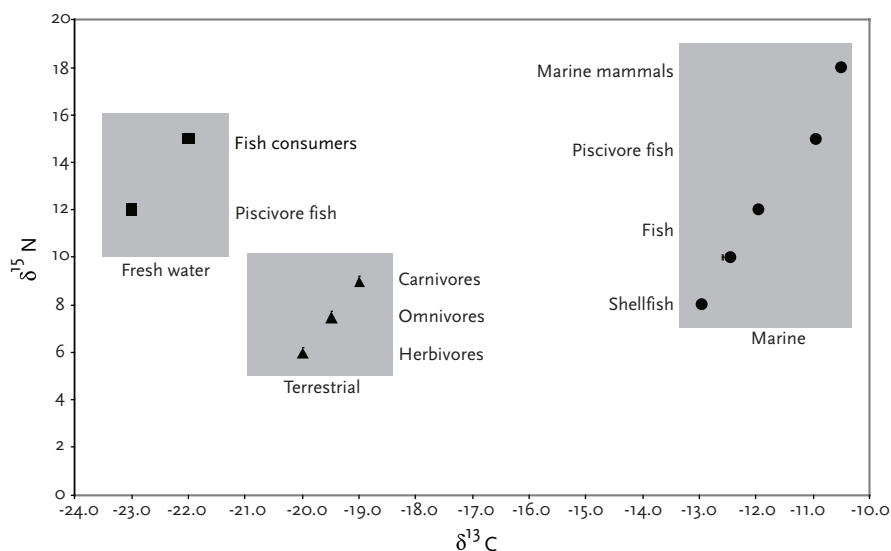 20
18
16
14
12
10
8
6
4
2
0
δ15 N
Marine mammals
Fish consumers
Piscivore fish
Piscivore fish
Fish
Fresh water
Carnivores
Shellfish
Omnivores
Marine
Herbivores
Terrestrial
-24.0 -23.0 -22.0 -21.0 -20.0 -19.0 -18.0 -17.0 -16.0 -15.0 -14.0 -13.0 -12.0 -11.0 -10.0
δ13 C